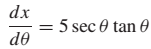 dx/dθ = 5 sec θ tan θ